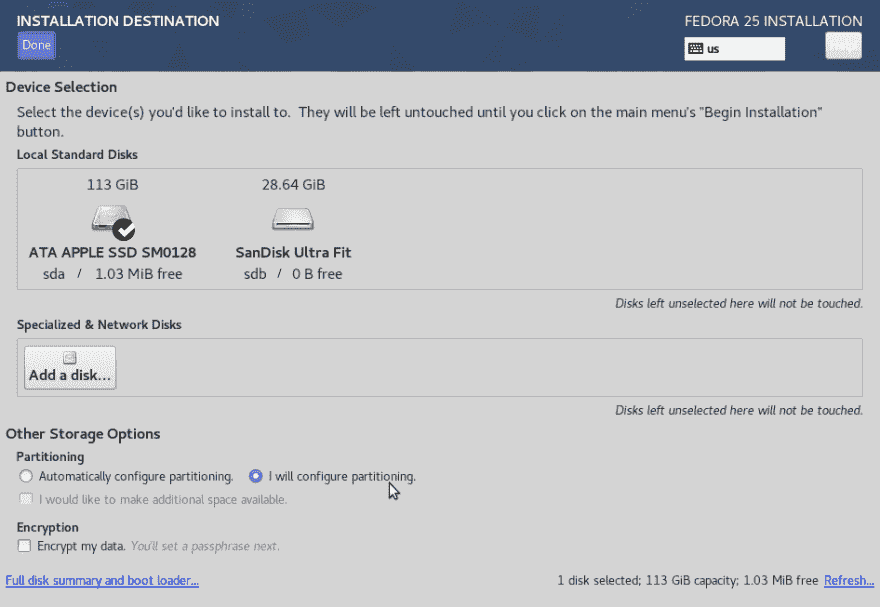 INSTALLATION DESTINATION
FEDORA 25 INSTALLATION
Done
us
Device Selection
Select the device(s) you'd like to install to.  They will be left untouched until you click on the main menu's "Begin Installation"
button.
Local Standard Disks
113 GiB
28.64 GiB
ATA APPLE SSD SM0128
SanDisk Ultra Fit
sda / 1.03 MiB free
sdb / 0 B free
Disks left unselected here will not be touched.
Specialized & Network Disks
Add a disk...
Disks left unselected here will not be touched.
Other Storage Options
Partitioning
Automatically configure partitioning.
I will configure partitioning.
I would like to make additional space available.
Encryption
Encrypt my data. You'll set a passphrase next.
Full disk summary and boot loader...
1 disk selected; 113 GiB capacity; 1.03 MiB free Refresh...